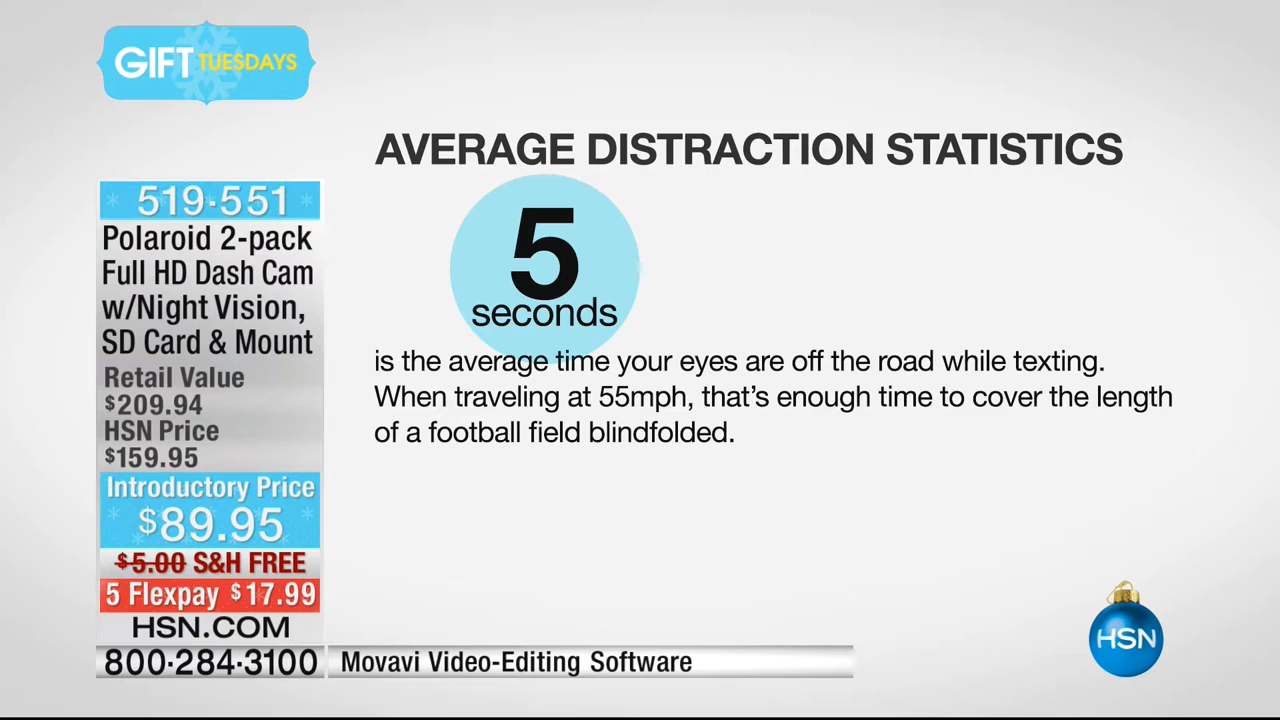 GIFT TUESDAYS
AVERAGE DISTRACTION STATISTICS
5
seconds
is the average time your eyes are off the road while texting.
When traveling at 55mph, that's enough time to cover the length
of a football field blindfolded.
519·551
Polaroid 2-pack
Full HD Dash Cam
w/Night Vision,
SD Card & Mount
Retail Value
$209.94
HSN Price
$159.95
Introductory Price
$89.95
$5.00 S&H FREE
5 Flexpay $17.99
HSN.COM
800·284·3100
Movavi Video-Editing Software
HSN